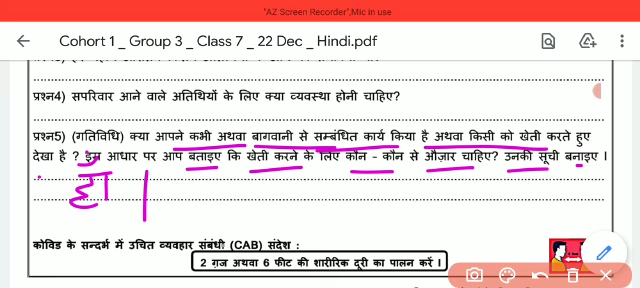 "AZ Screen Recorder",Mic in use
Cohort 1 _ Group 3 _ Class 7 _ 22 Dec _ Hindi.pdf
प्रश्न4) सपरिवार आने वाले अतिथियों के लिए क्या व्यवस्था होनी चाहिए?
प्रश्न5) (गतिविधि) क्या आपने कभी अथवा बागवानी से सम्बंधित कार्य किया है अथवा किसी को खेती करते हुए
देखा है ? इस आधार पर आप बताइए कि खेती करने के लिए कौन - कौन से औज़ार चाहिए? उनकी सूची बनाइए ।
हाँ ।
कोविड के सन्दर्भ में उचित व्यवहार संबंधी (CAB) संदेश :
2 गज अथवा 6 फीट की शारीरिक दूरी का पालन करें ।